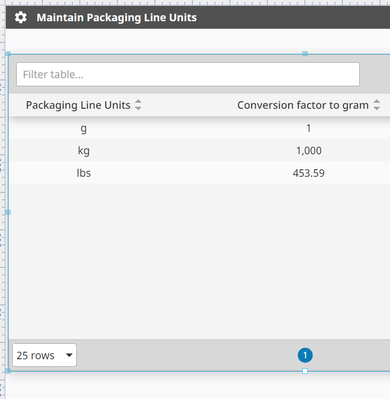 Maintain Packaging Line Units
Filter table...
Packaging Line Units Conversion factor to gram
g 1
kg 1,000
lbs 453.59
25 rows 1